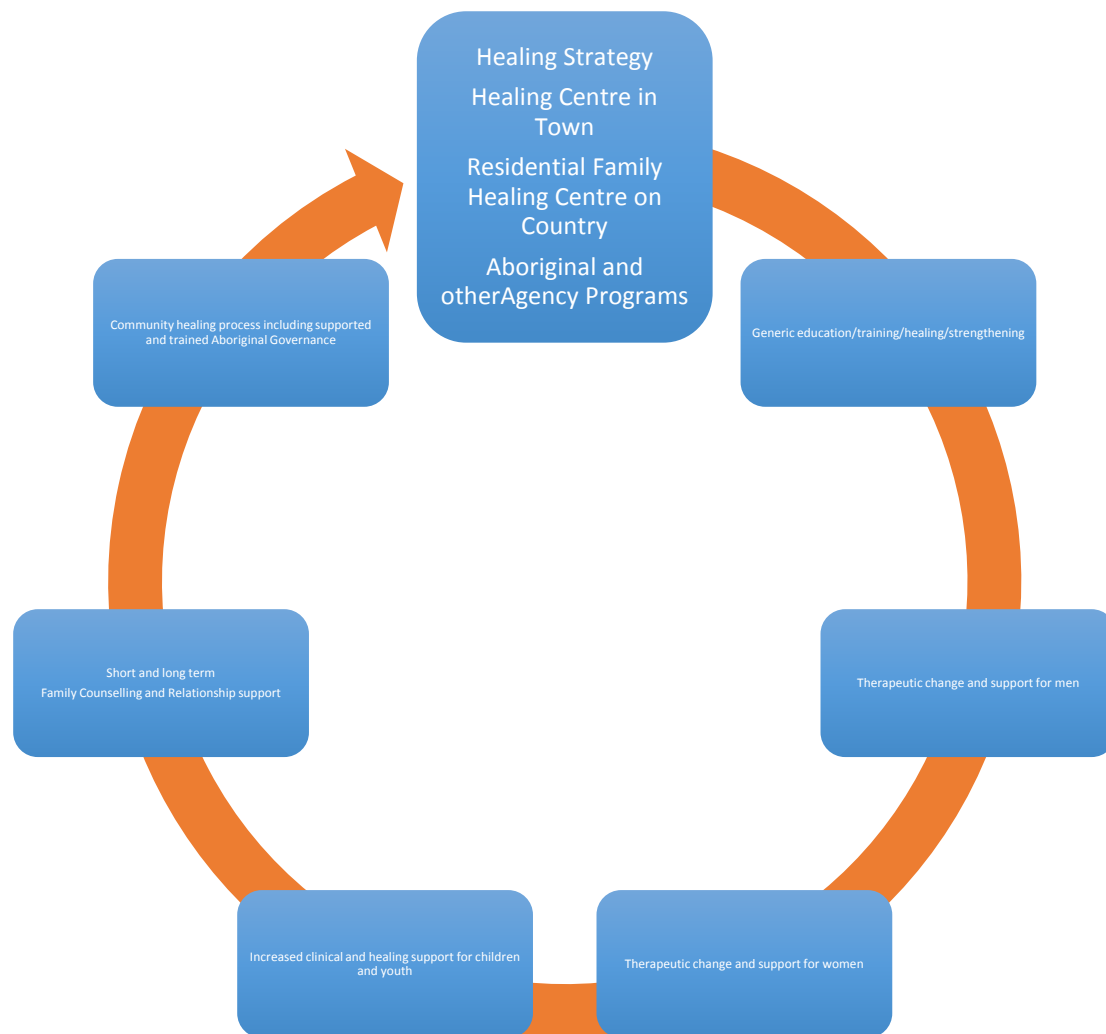 Healing Strategy
Healing Centre in
Town
Residential Family
Healing Centre on
Country
Aboriginal and
otherAgency Programs
Generic education/training/healing/strengthening
Therapeutic change and support for men
Therapeutic change and support for women
Increased clinical and healing support for children
and youth
Short and long term
Family Counselling and Relationship support
Community healing process including supported
and trained Aboriginal Governance